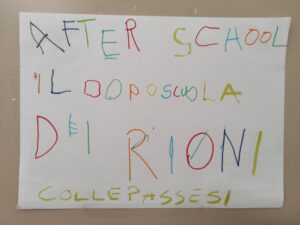 AFTER SCHOOL
IL DOPOSCUOLA
DEI RIONI
COLLEPASSESI